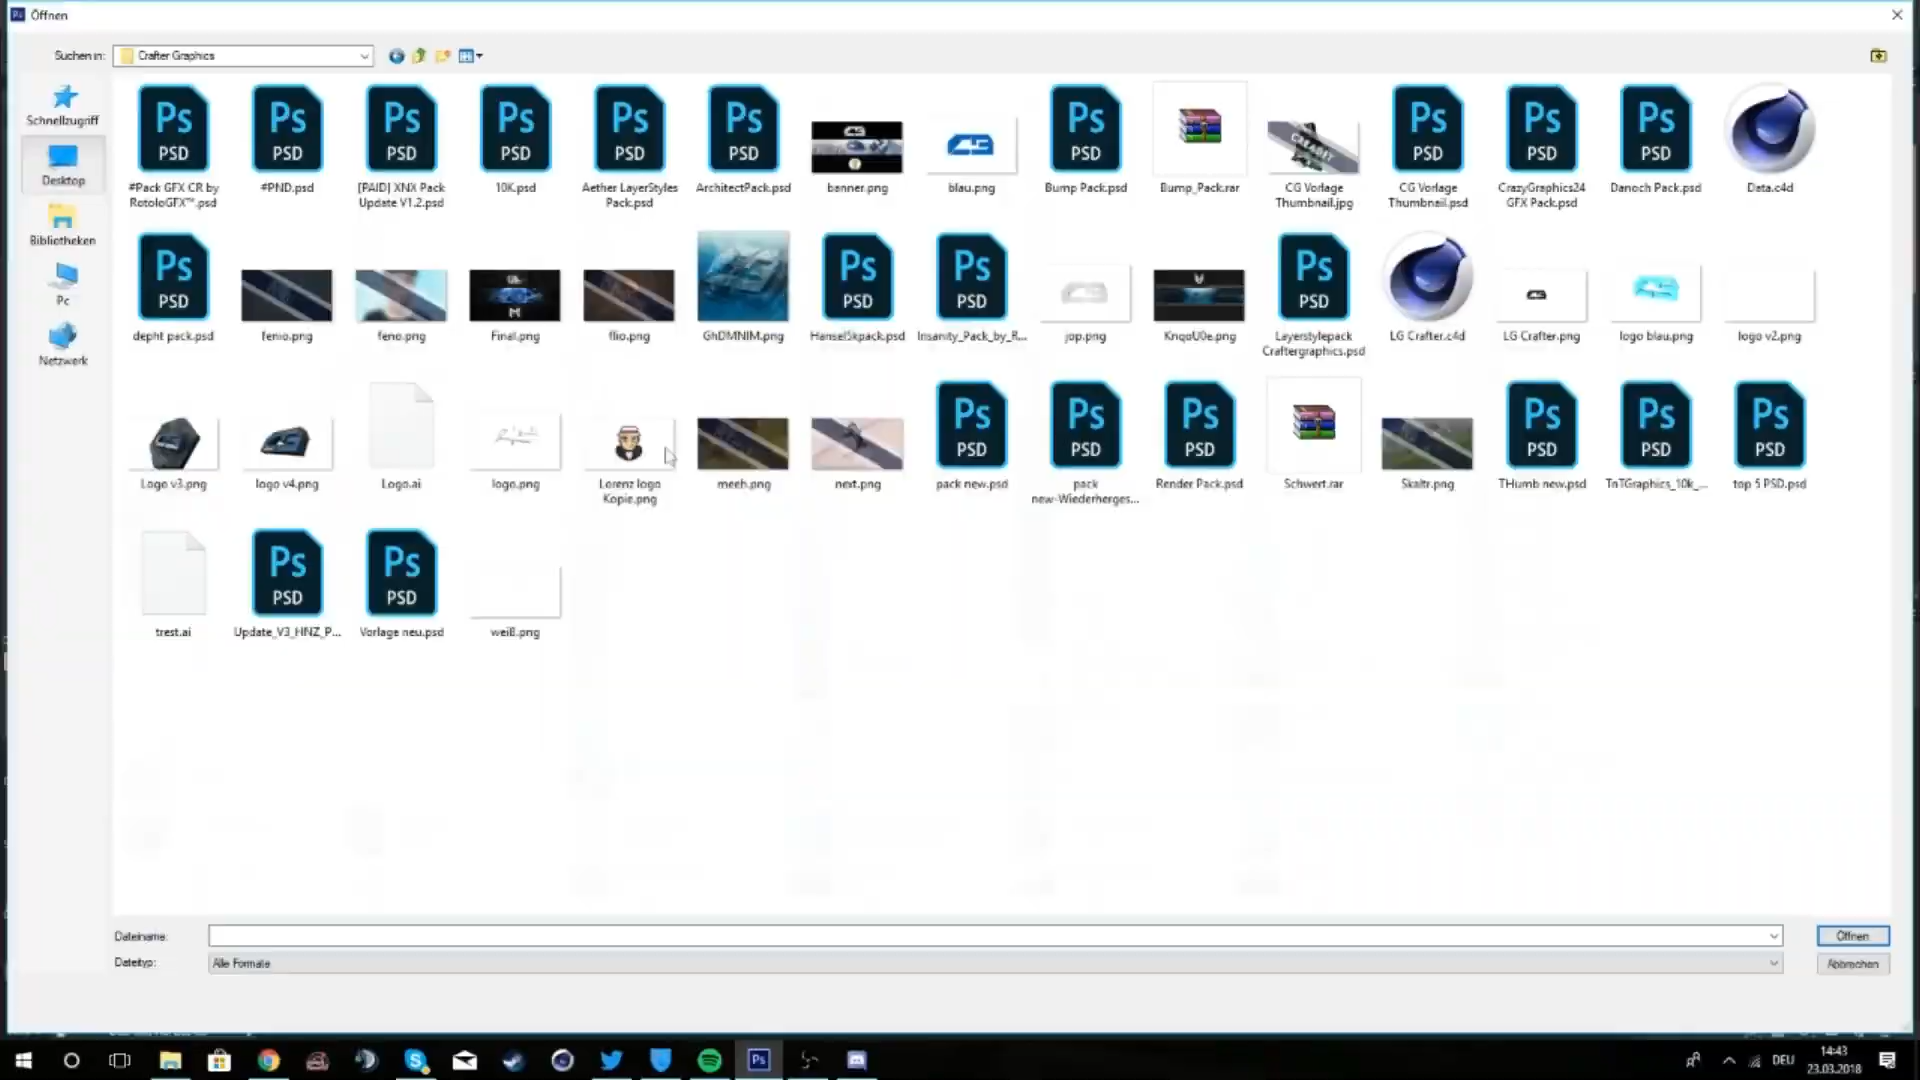 Öffnen
Suchen in:
Crafter Graphics
Schnellzugriff
Desktop
Bibliotheken
Pc
Netzwerk
#Pack GFX CR by
RotoloGFX™.psd
#PND.psd
[PAID] XNX Pack
Update V1.2.psd
10K.psd
Aether LayerStyles
Pack.psd
ArchitectPack.psd
banner.png
blau.png
Bump Pack.psd
Bump_Pack.rar
CG Vorlage
Thumbnail.jpg
CG Vorlage
Thumbnail.psd
CrazyGraphics24
GFX Pack.psd
Danoch Pack.psd
Data.c4d
depht pack.psd
fenio.png
feno.png
Final.png
flio.png
GhDMNIM.png
HanselSkpack.psd
Insanity_Pack_by_R...
jop.png
KnqoU0e.png
Layerstylepack
Craftergraphics.psd
LG Crafter.c4d
LG Crafter.png
logo blau.png
logo v2.png
Logo v3.png
logo v4.png
Logo.ai
logo.png
Lorenz logo
Kopie.png
meeh.png
next.png
pack new.psd
pack
new-Wiederherges...
Render Pack.psd
Schwert.rar
Skaltr.png
THumb new.psd
TnTGraphics_10k_...
top 5 PSD.psd
trest.ai
Update_V3_HNZ_P...
Vorlage neu.psd
weiß.png
Dateiname:
Öffnen
Dateityp:
Alle Formate
Abbrechen
DEU
14:43
23.03.2018